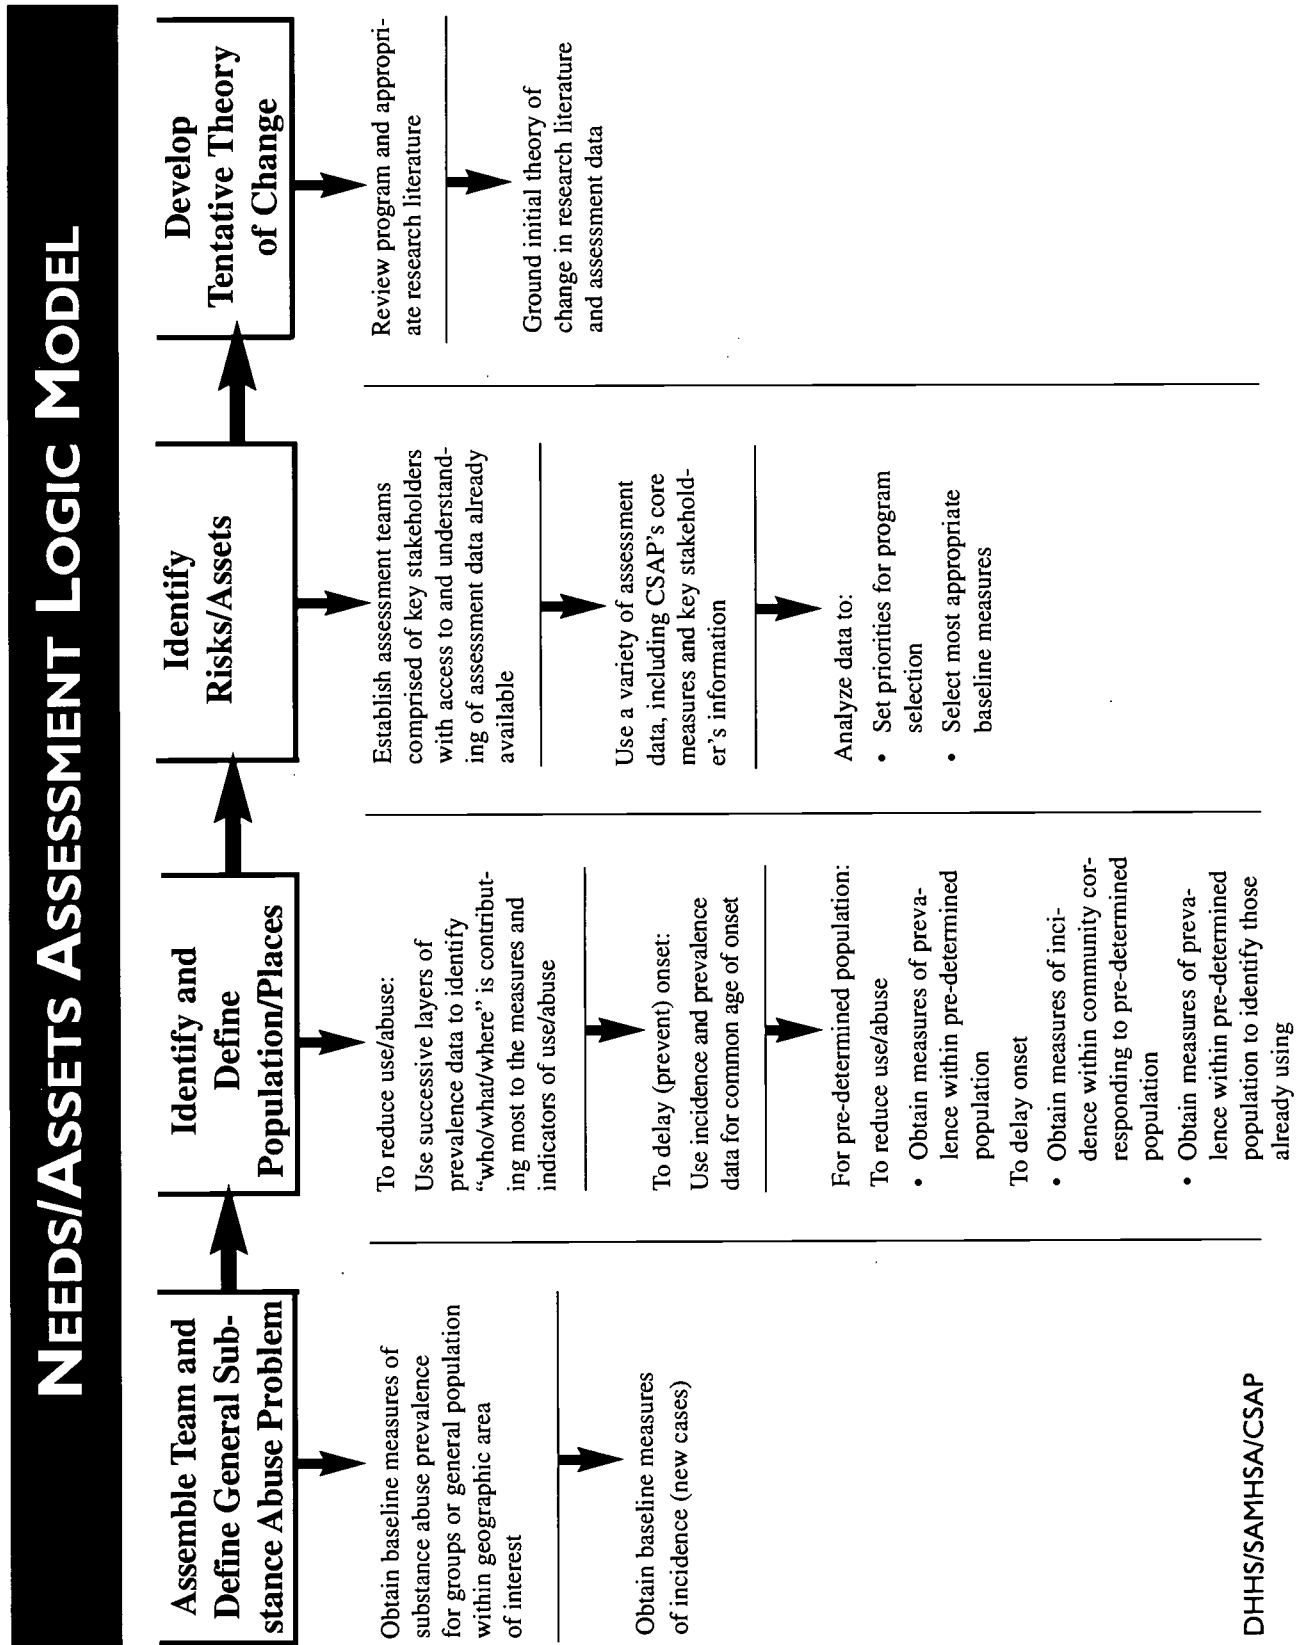 NEEDS/ASSETS ASSESSMENT LOGIC MODEL
Assemble Team and
Define General Sub-
stance Abuse Problem
Obtain baseline measures of
substance abuse prevalence
for groups or general population
within geographic area
of interest
Obtain baseline measures
of incidence (new cases)
Identify and
Define
Population/Places
To reduce use/abuse:
Use successive layers of
prevalence data to identify
“who/what/where” is contribut-
ing most to the measures and
indicators of use/abuse
To delay (prevent) onset:
Use incidence and prevalence
data for common age of onset
For pre-determined population:
To reduce use/abuse
• Obtain measures of preva-
lence within pre-determined
population
To delay onset
• Obtain measures of inci-
dence within community cor-
responding to pre-determined
population
• Obtain measures of preva-
lence within pre-determined
population to identify those
already using
Identify
Risks/Assets
Establish assessment teams
comprised of key stakeholders
with access to and understand-
ing of assessment data already
available
Use a variety of assessment
data, including CSAP’s core
measures and key stakehold-
er’s information
Analyze data to:
• Set priorities for program
selection
• Select most appropriate
baseline measures
Develop
Tentative Theory
of Change
Review program and appropri-
ate research literature
Ground initial theory of
change in research literature
and assessment data
DHHS/SAMHSA/CSAP